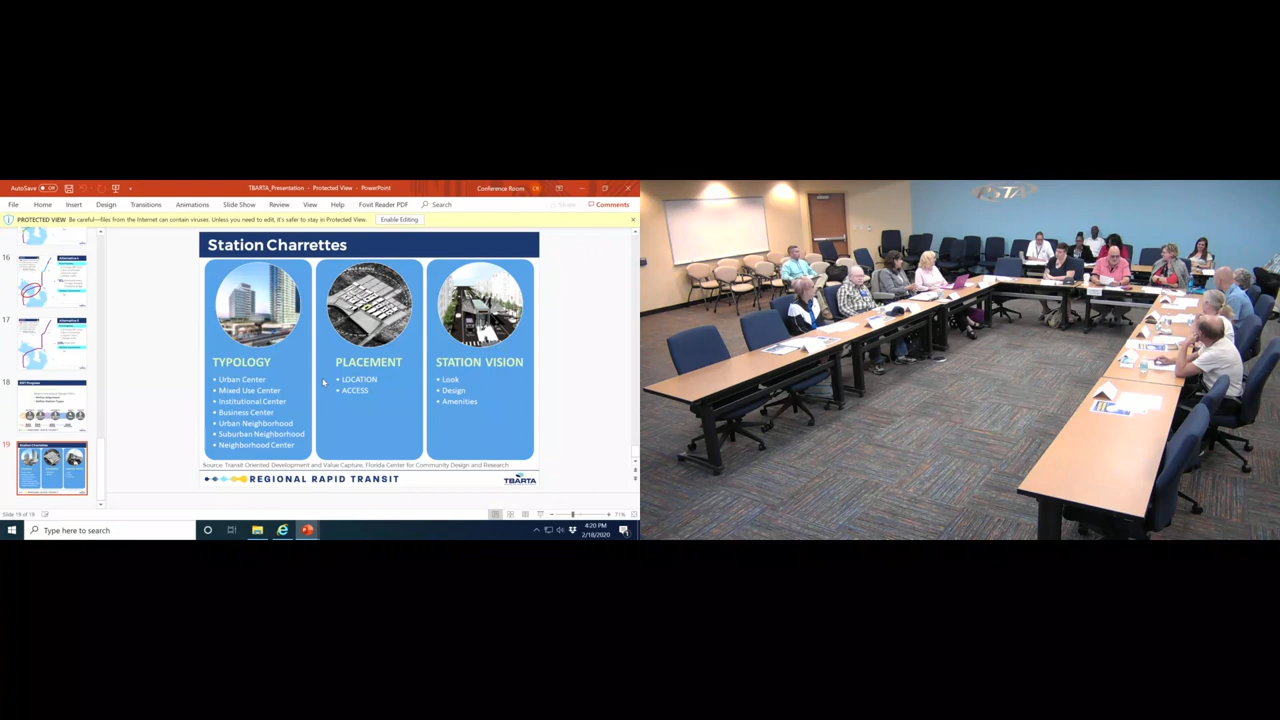 AutoSave Off
TBARTA_Presentation - Protected View - PowerPoint
Conference Room CR
File Home Insert Design Transitions Animations Slide Show Review View Help Foxit Reader PDF Search Share Comments
PROTECTED VIEW Be careful—files from the Internet can contain viruses. Unless you need to edit, it's safer to stay in Protected View. Enable Editing
16
17
18
19
Station Charrettes
TYPOLOGY
• Urban Center
• Mixed Use Center
• Institutional Center
• Business Center
• Urban Neighborhood
• Suburban Neighborhood
• Neighborhood Center
PLACEMENT
• LOCATION
• ACCESS
STATION VISION
• Look
• Design
• Amenities
Source: Transit Oriented Development and Value Capture, Florida Center for Community Design and Research
REGIONAL RAPID TRANSIT
TBARTA
Slide 19 of 19
71%
Type here to search
4:20 PM
2/18/2020
PSTA